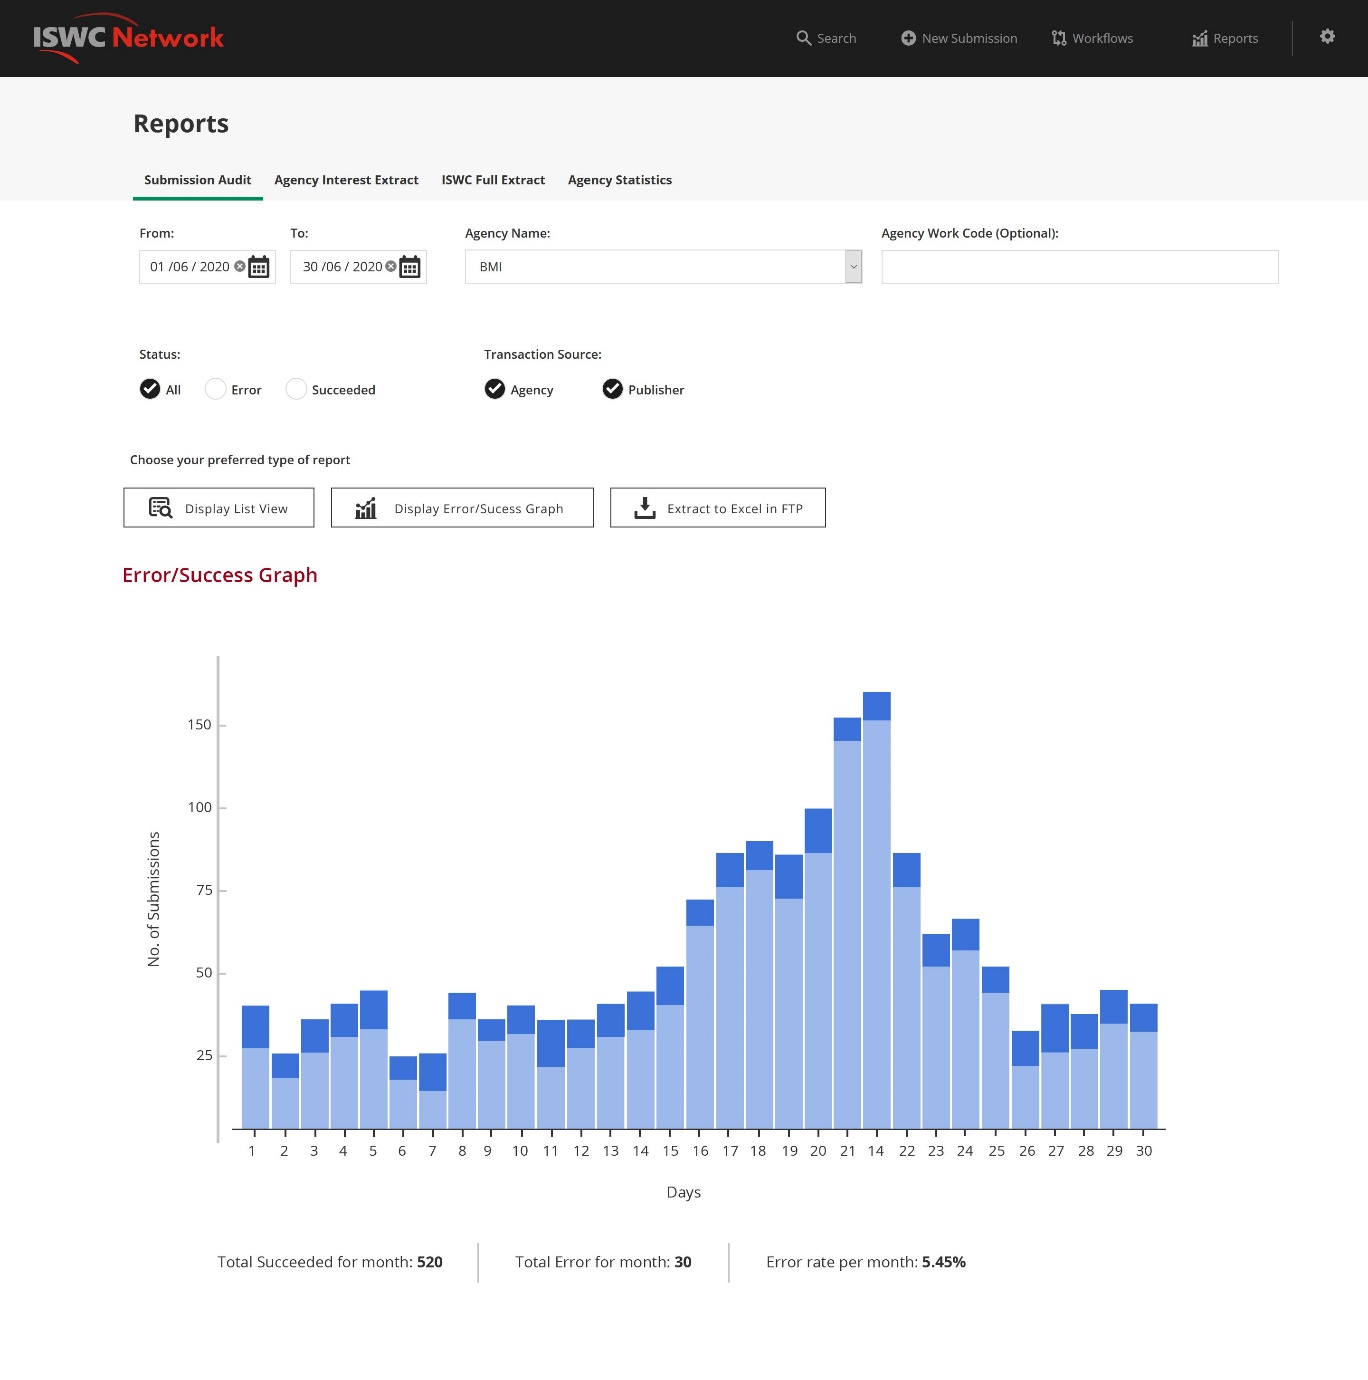 ISWC Network
Search
New Submission
Workflows
Reports
Reports
Submission Audit Agency Interest Extract ISWC Full Extract Agency Statistics
From: To: Agency Name: Agency Work Code (Optional):
01 /06 / 2020 30 /06 / 2020 BMI
Status: Transaction Source:
All Error Succeeded Agency Publisher
Choose your preferred type of report
Display List View Display Error/Sucess Graph Extract to Excel in FTP
Error/Success Graph
150
100
75
50
25
No. of Submissions
1 2 3 4 5 6 7 8 9 10 11 12 13 14 15 16 17 18 19 20 21 14 22 23 24 25 26 27 28 29 30
Days
Total Succeeded for month: 520 Total Error for month: 30 Error rate per month: 5.45%